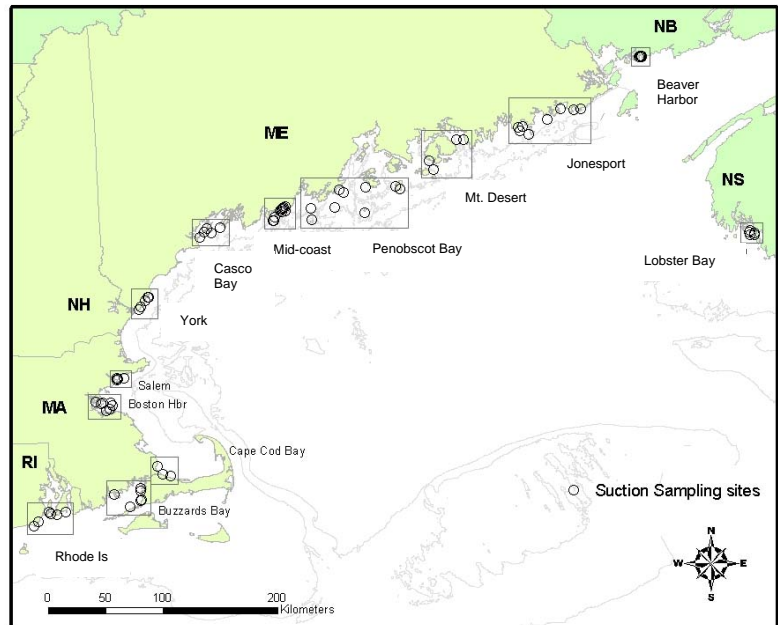 NB
Beaver
Harbor
ME
Jonesport
NS
Mt. Desert
Lobster Bay
Mid-coast
Penobscot Bay
Casco
Bay
NH
York
Salem
MA
Boston Hbr
Cape Cod Bay
RI
Suction Sampling sites
Buzzards Bay
Rhode Is
N
W
E
S
0 50 100 200
Kilometers